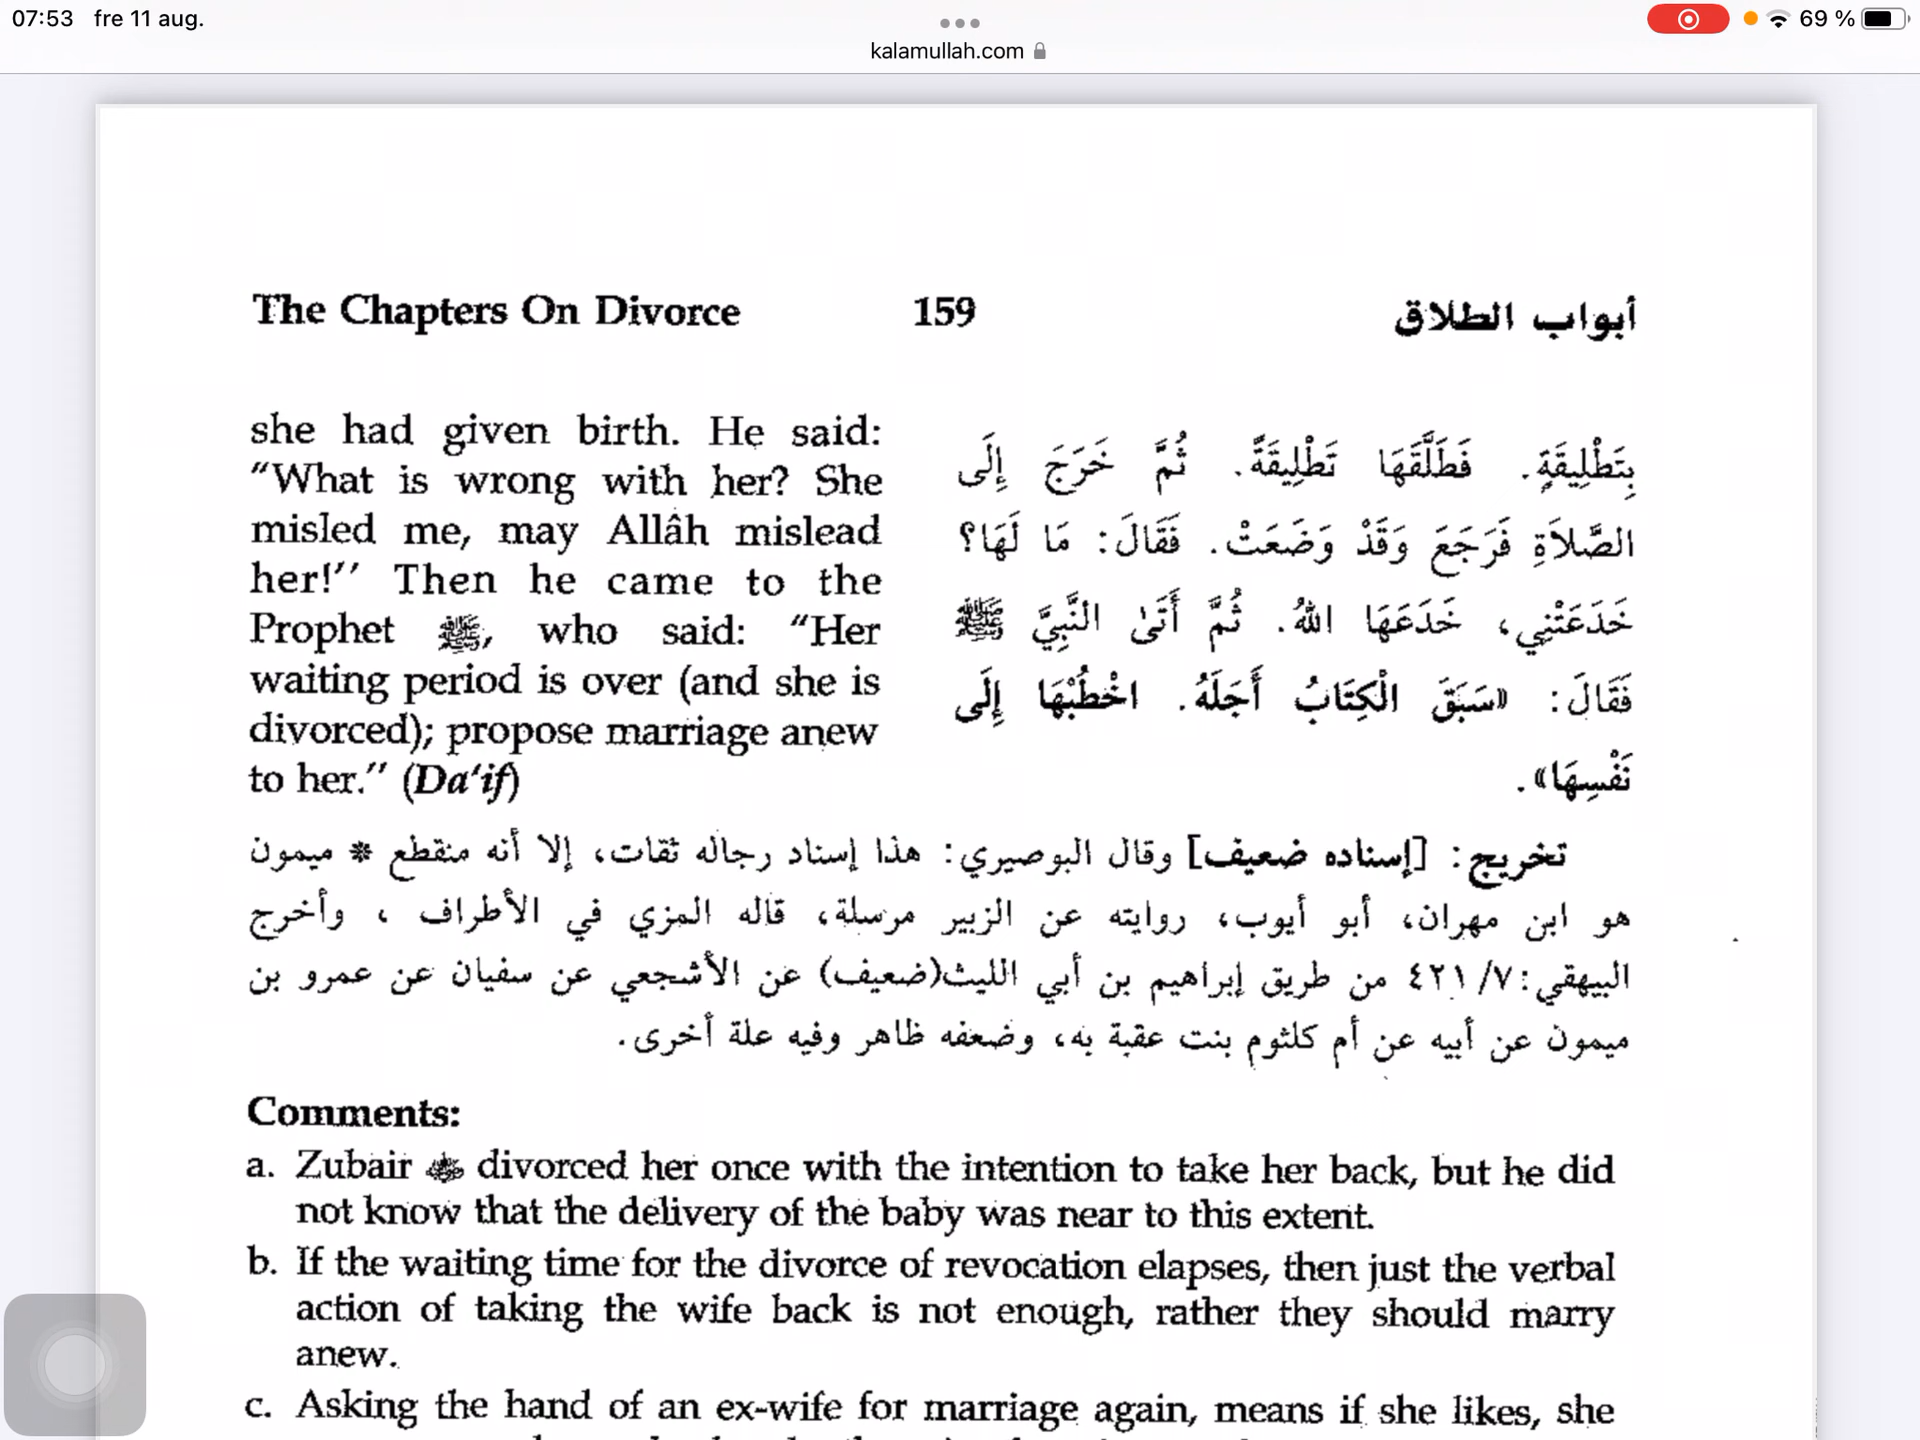 07:53 fre 11 aug.
69 %
kalamullah.com
The Chapters On Divorce 159 أبواب الطلاق
she had given birth. He said:
"What is wrong with her? She
misled me, may Allâh mislead
her!'' Then he came to the
Prophet ﷺ, who said: "Her
waiting period is over (and she is
divorced); propose marriage anew
to her." (Da'if)
بِتَطْلِيقَةٍ. فَطَلَّقَهَا تَطْلِيقَةً. ثُمَّ خَرَجَ إِلَى
الصَّلَاةِ فَرَجَعَ وَقَدْ وَضَعَتْ. فَقَالَ: مَا لَهَا؟
خَدَعَتْنِي، خَدَعَهَا اللهُ. ثُمَّ أَتَىٰ النَّبِيَّ ﷺ
فَقَالَ: «سَبَقَ الْكِتَابُ أَجَلَهُ. اخْطُبْهَا إِلَى
نَفْسِهَا».
تخريج: [إسناده ضعيف] وقال البوصيري: هذا إسناد رجاله ثقات، إلا أنه منقطع * ميمون
هو ابن مهران، أبو أيوب، روايته عن الزبير مرسلة، قاله المزي في الأطراف ، وأخرج
البيهقي: ٧/ ٤٢١ من طريق إبراهيم بن أبي الليث(ضعيف) عن الأشجعي عن سفيان عن عمرو بن
ميمون عن أبيه عن أم كلثوم بنت عقبة به، وضعفه ظاهر وفيه علة أخرى.
Comments:
a. Zubair divorced her once with the intention to take her back, but he did
not know that the delivery of the baby was near to this extent.
b. If the waiting time for the divorce of revocation elapses, then just the verbal
action of taking the wife back is not enough, rather they should marry
anew.
c. Asking the hand of an ex-wife for marriage again, means if she likes, she